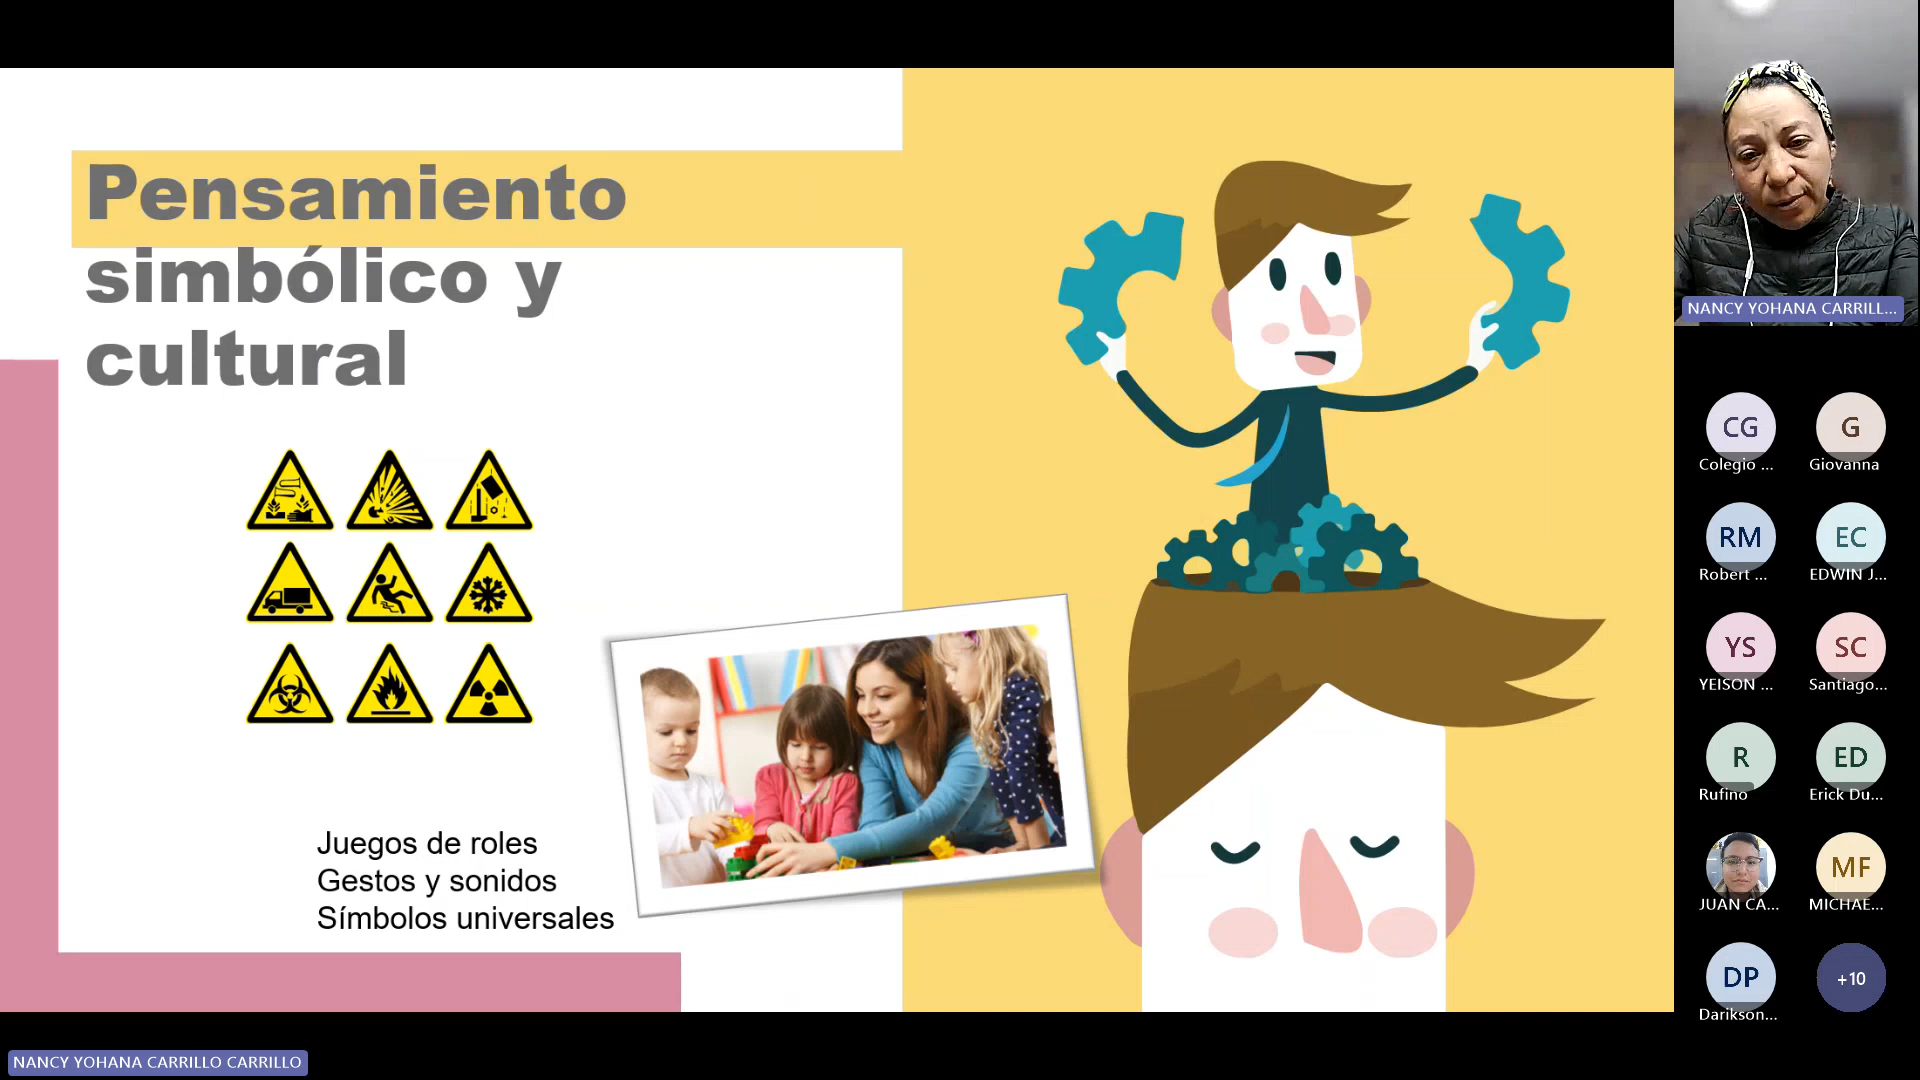 Pensamiento
simbólico y
cultural
Juegos de roles
Gestos y sonidos
Símbolos universales
NANCY YOHANA CARRILL...
CG
Colegio ...
G
Giovanna
RM
Robert ...
EC
EDWIN J...
YS
YEISON ...
SC
Santiago...
R
Rufino
ED
Erick Du...
JUAN CA...
MF
MICHAE...
DP
Darikson...
+10
NANCY YOHANA CARRILLO CARRILLO